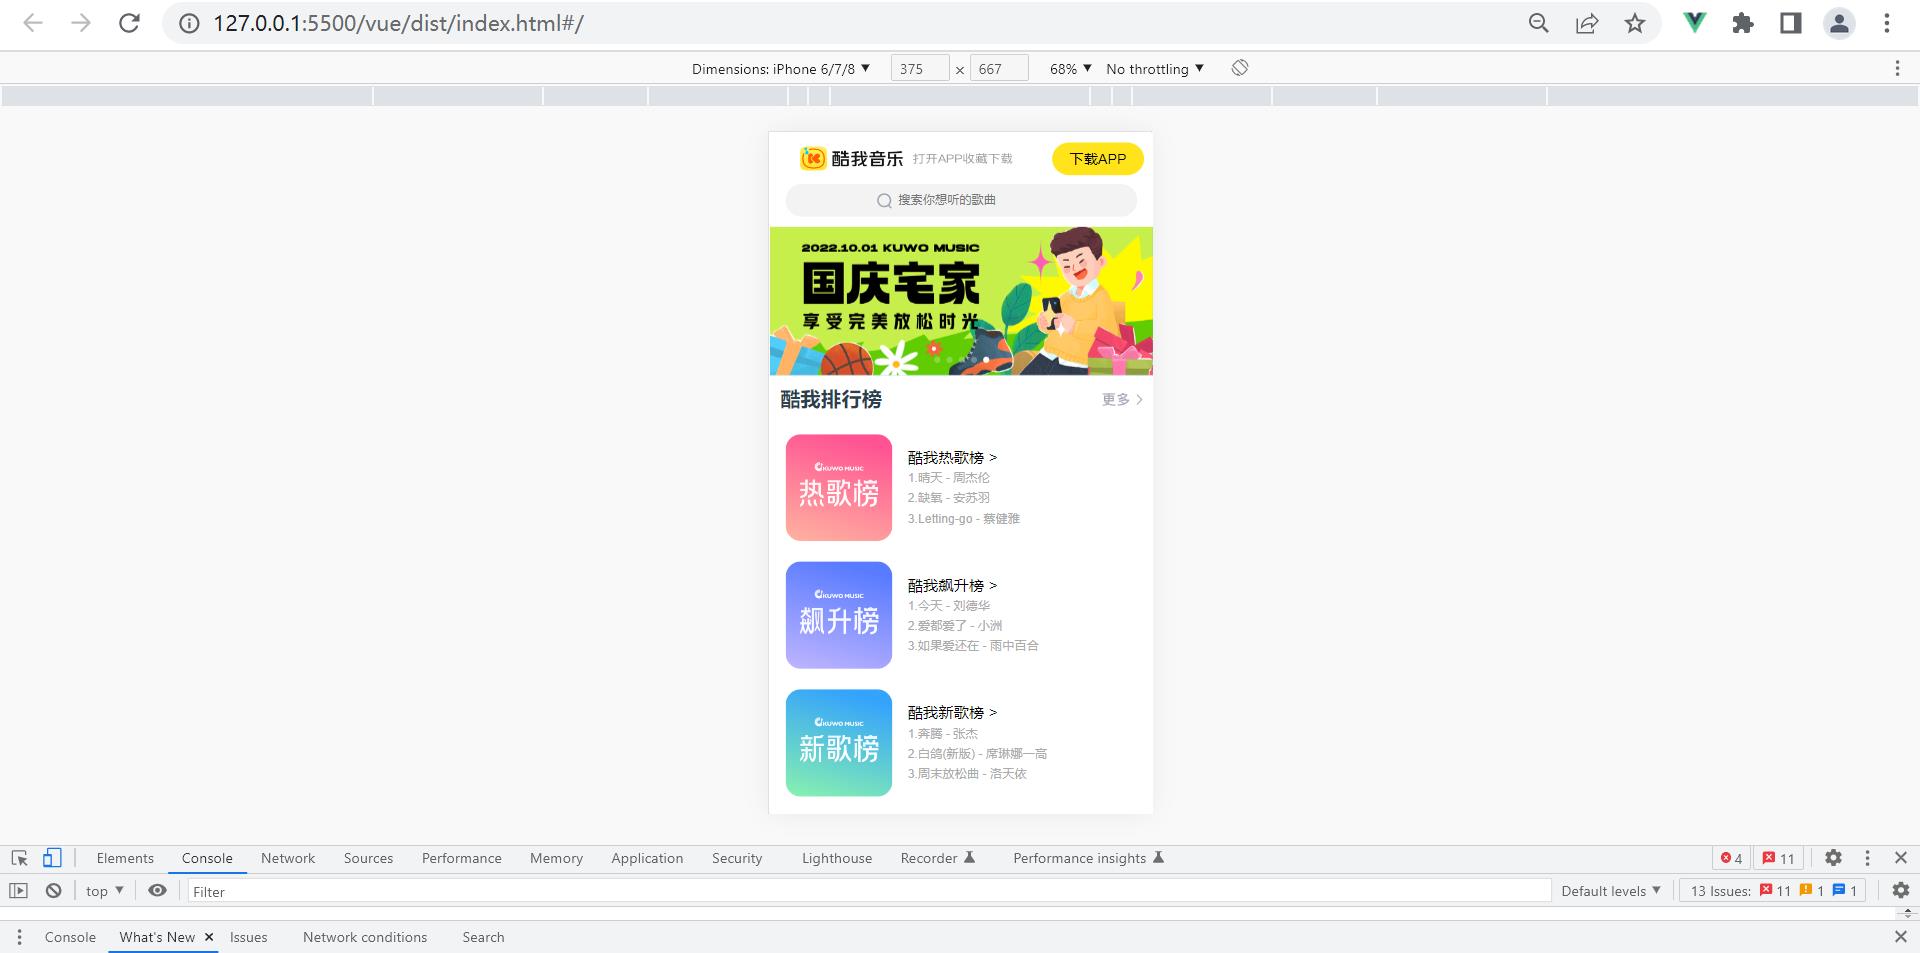 127.0.0.1:5500/vue/dist/index.html#/
Dimensions: iPhone 6/7/8 ▼ 375 × 667 68% ▼ No throttling ▼
酷我音乐 打开APP收藏下载 下载APP
搜索你想听的歌曲
2022.10.01 KUWO MUSIC
国庆宅家
享受完美放松时光
酷我排行榜 更多 >
KUWO MUSIC
热歌榜
酷我热歌榜 >
1.晴天 - 周杰伦
2.缺氧 - 安苏羽
3.Letting-go - 蔡健雅
KUWO MUSIC
飙升榜
酷我飙升榜 >
1.今天 - 刘德华
2.爱都爱了 - 小洲
3.如果爱还在 - 雨中百合
KUWO MUSIC
新歌榜
酷我新歌榜 >
1.奔腾 - 张杰
2.白鸽(新版) - 席琳娜一高
3.周末放松曲 - 洛天依
Elements Console Network Sources Performance Memory Application Security Lighthouse Recorder Performance insights 4 11
top ▼ Filter Default levels ▼ 13 Issues: 11 1 1
Console What's New × Issues Network conditions Search